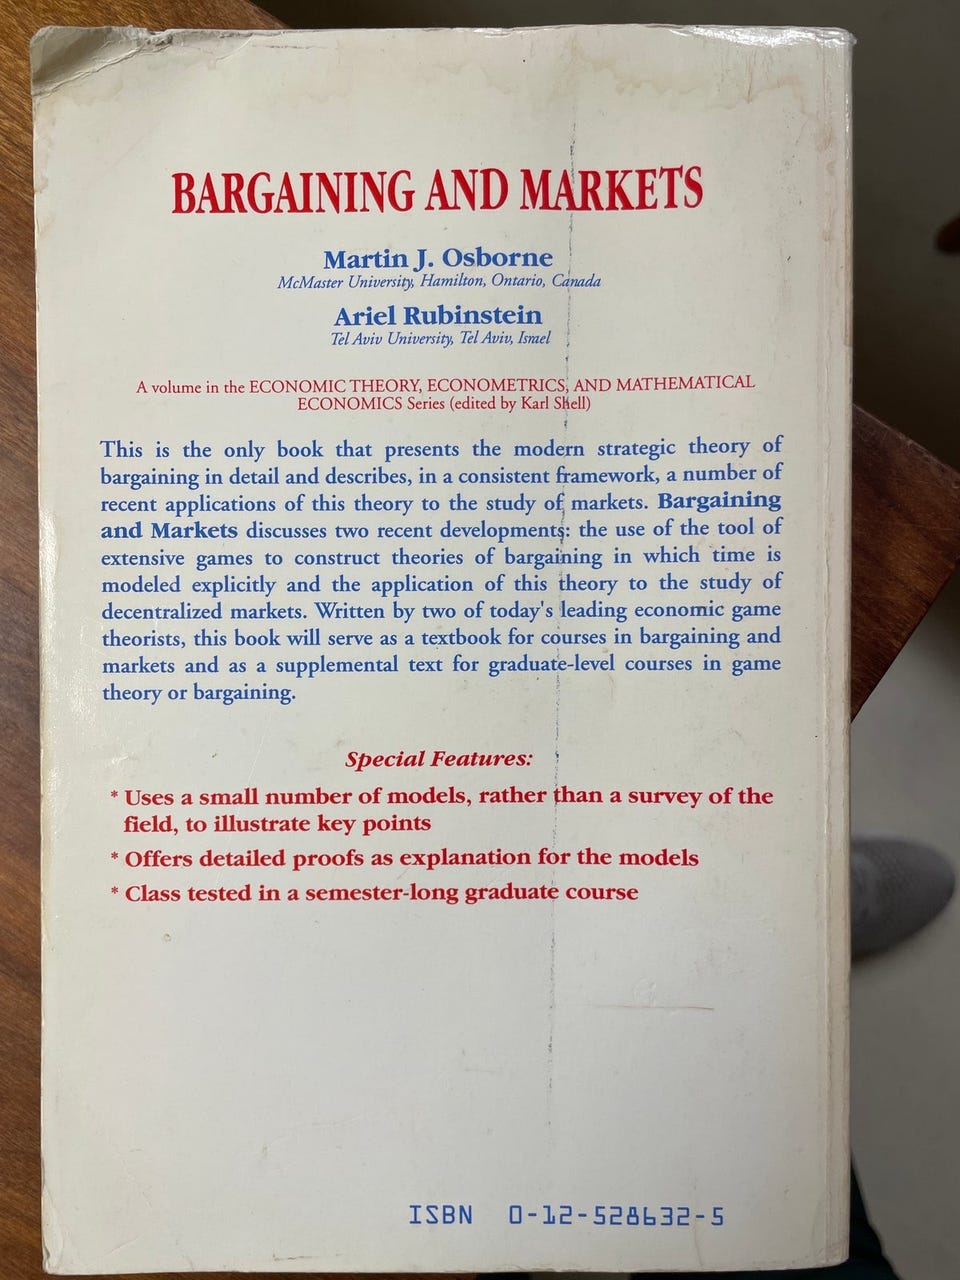 BARGAINING AND MARKETS
Martin J. Osborne
McMaster University, Hamilton, Ontario, Canada
Ariel Rubinstein
Tel Aviv University, Tel Aviv, Israel
A volume in the ECONOMIC THEORY, ECONOMETRICS, AND MATHEMATICAL
ECONOMICS Series (edited by Karl Shell)
This is the only book that presents the modern strategic theory of
bargaining in detail and describes, in a consistent framework, a number of
recent applications of this theory to the study of markets. Bargaining
and Markets discusses two recent developments: the use of the tool of
extensive games to construct theories of bargaining in which time is
modeled explicitly and the application of this theory to the study of
decentralized markets. Written by two of today's leading economic game
theorists, this book will serve as a textbook for courses in bargaining and
markets and as a supplemental text for graduate-level courses in game
theory or bargaining.
Special Features:
* Uses a small number of models, rather than a survey of the
field, to illustrate key points
* Offers detailed proofs as explanation for the models
* Class tested in a semester-long graduate course
ISBN 0-12-528632-5